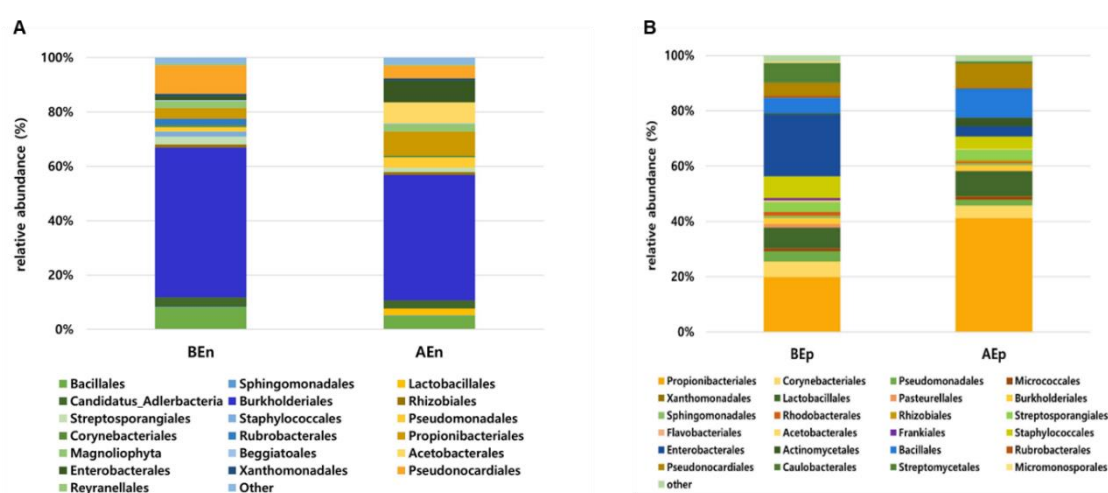 A
100%
80%
60%
40%
20%
0%
relative abundance (%)
BEn
AEn
Bacillales
Sphingomonadales
Lactobacillales
Candidatus_Adlerbacteria
Burkholderiales
Rhizobiales
Streptosporangiales
Staphylococcales
Pseudomonadales
Corynebacteriales
Rubrobacterales
Propionibacteriales
Magnoliophyta
Beggiatoales
Acetobacterales
Enterobacterales
Xanthomonadales
Pseudonocardiales
Reyranellales
Other
B
100%
80%
60%
40%
20%
0%
relative abundance (%)
BEp
AEp
Propionibacteriales
Corynebacteriales
Pseudomonadales
Micrococcales
Xanthomonadales
Lactobacillales
Pasteurellales
Burkholderiales
Sphingomonadales
Rhodobacterales
Rhizobiales
Streptosporangiales
Flavobacteriales
Acetobacterales
Frankiales
Staphylococcales
Enterobacterales
Actinomycetales
Bacillales
Rubrobacterales
Pseudonocardiales
Caulobacterales
Streptomycetales
Micromonosporales
other